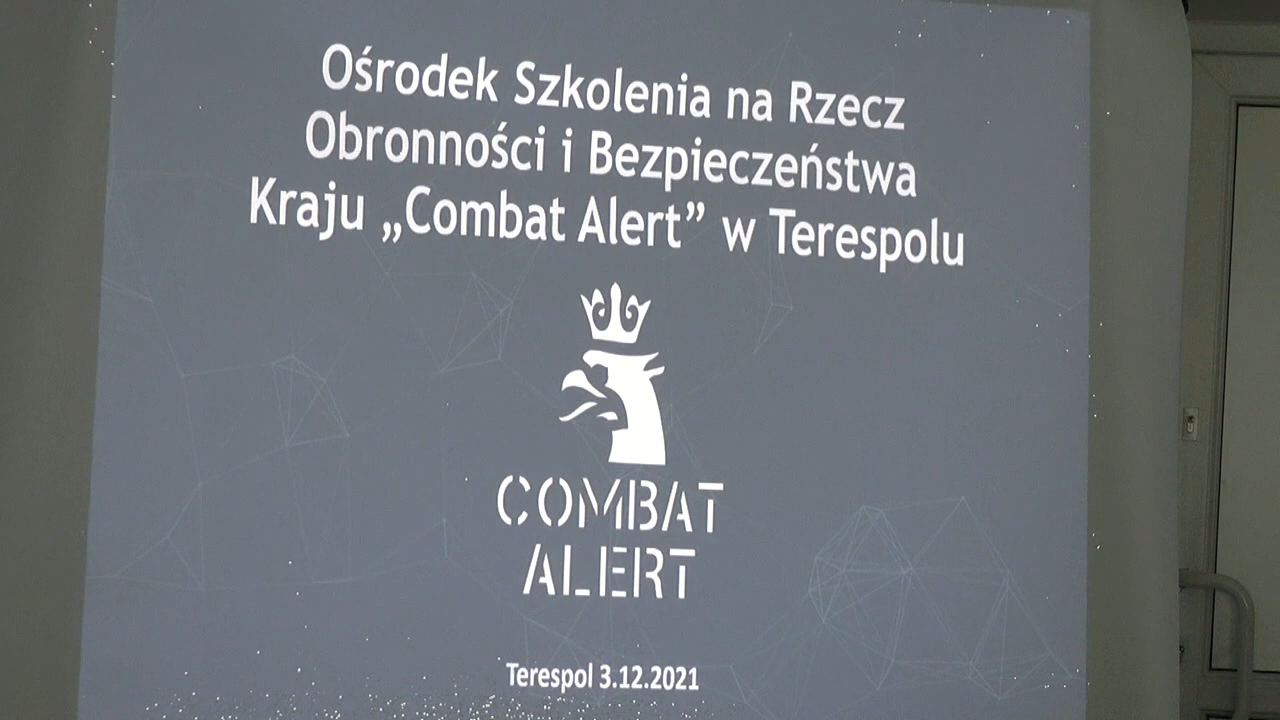 Ośrodek Szkolenia na Rzecz
Obronności i Bezpieczeństwa
Kraju „Combat Alert” w Terespolu
COMBAT
ALERT
Terespol 3.12.2021